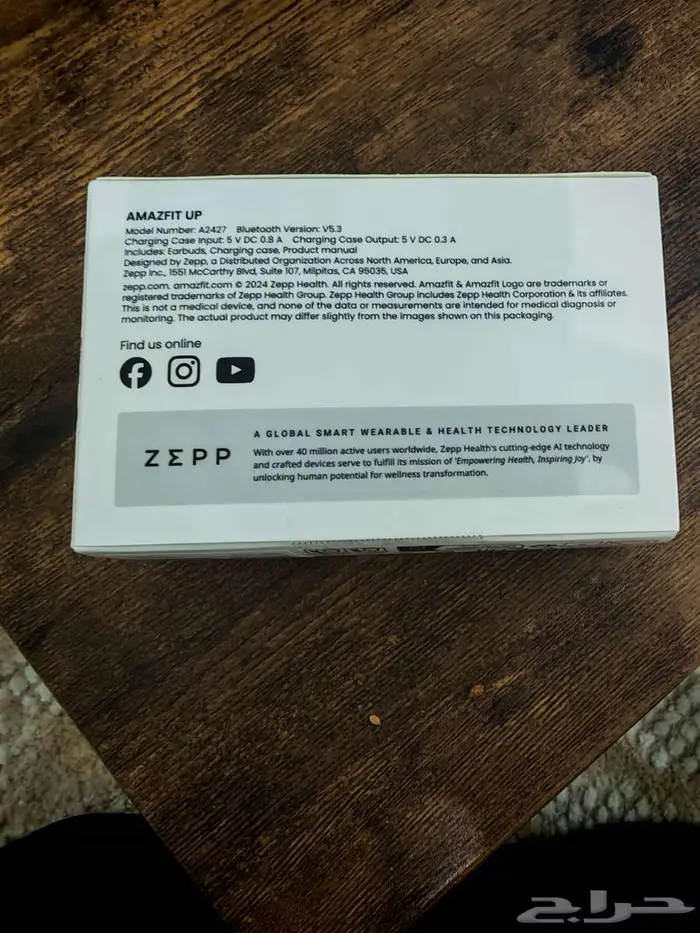 AMAZFIT UP
Model Number: A2427 Bluetooth Version: V5.3
Charging Case Input: 5 V DC 0.8 A Charging Case Output: 5 V DC 0.3 A
Includes: Earbuds, Charging case, Product manual
Designed by Zepp, a Distributed Organization Across North America, Europe, and Asia.
Zepp Inc., 1551 McCarthy Blvd, Suite 107, Milpitas, CA 95035, USA
zepp.com. amazfit.com © 2024 Zepp Health. All rights reserved. Amazfit & Amazfit Logo are trademarks or
registered trademarks of Zepp Health Group. Zepp Health Group includes Zepp Health Corporation & its affiliates.
This is not a medical device, and none of the data or measurements are intended for medical diagnosis or
monitoring. The actual product may differ slightly from the images shown on this packaging.
Find us online
ZΣPP
A GLOBAL SMART WEARABLE & HEALTH TECHNOLOGY LEADER
With over 40 million active users worldwide, Zepp Health's cutting-edge AI technology
and crafted devices serve to fulfill its mission of 'Empowering Health, Inspiring Joy', by
unlocking human potential for wellness transformation.
حراج